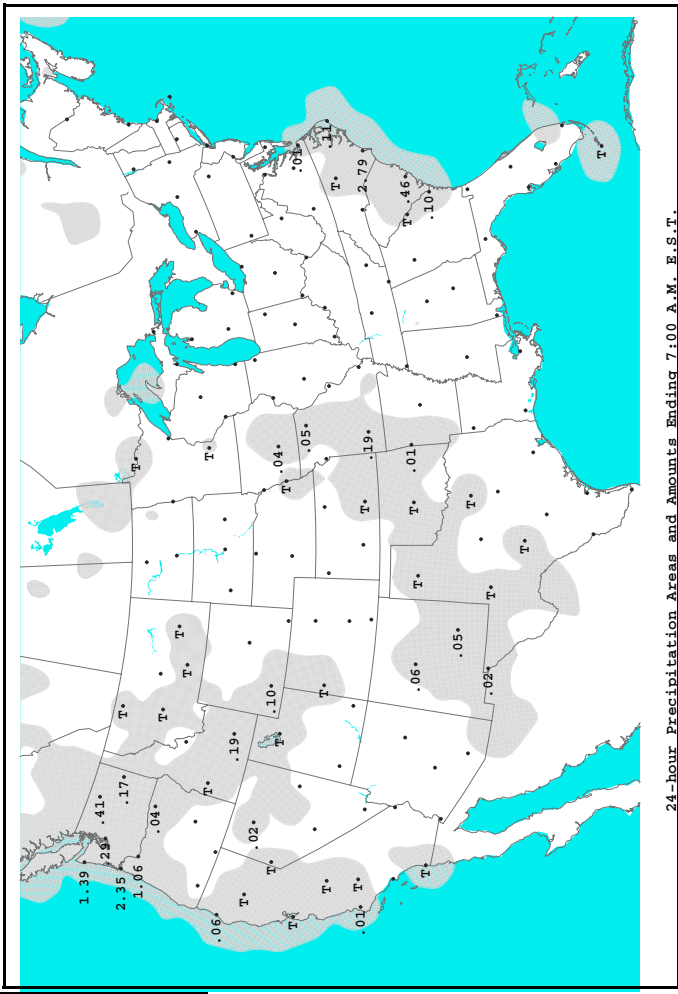 1.39
.41
.29
2.35
T
.17
T
1.06
.04
T
T
T
T
T
.06
.19
T
.02
.10
T
.04
T
T
T
.01
.05
T
T
.11
T
T
.01
2.79
T
.19
.46
T
.01
T
.06
T
T
.10
.05
T
.02
T
T
T
24-hour Precipitation Areas and Amounts Ending 7:00 A.M. E.S.T.